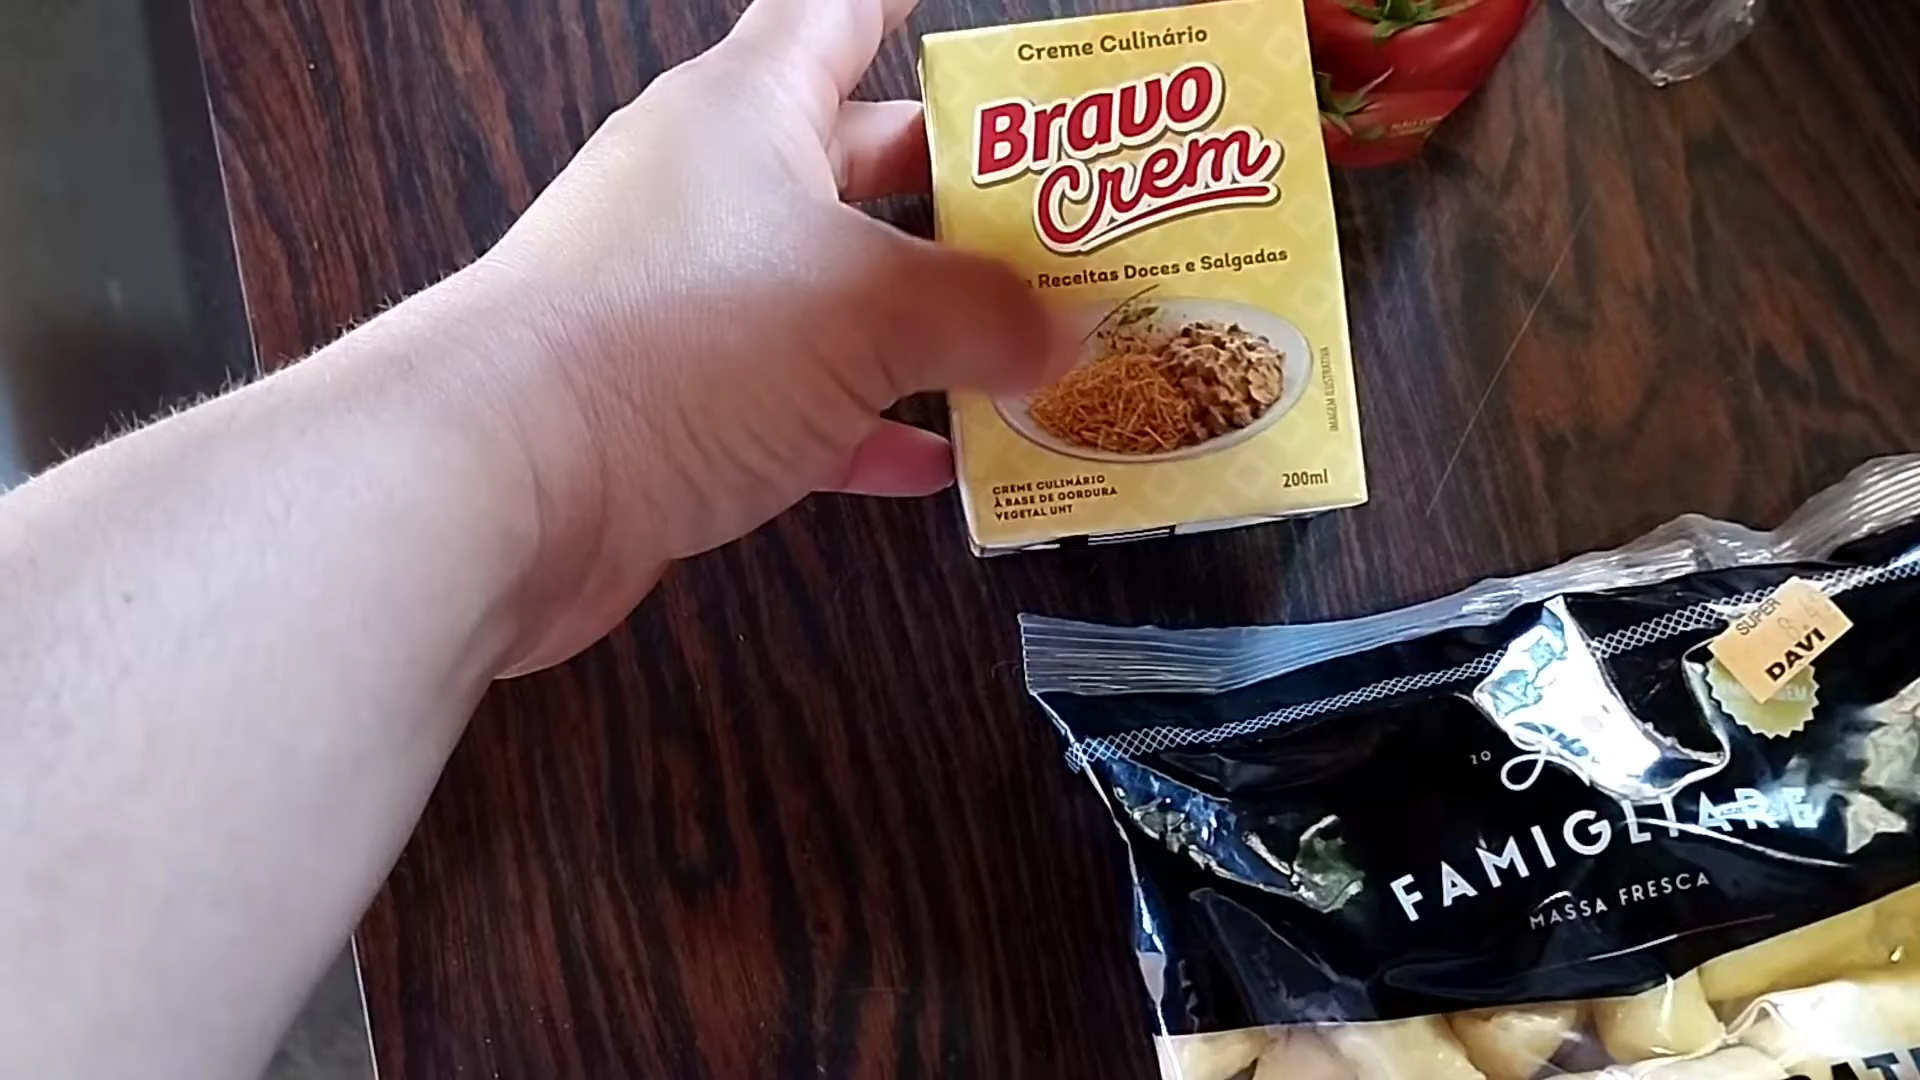 Creme Culinário
Bravo
Crem
Receitas Doces e Salgadas
IMAGEM ILUSTRATIVA
CREME CULINÁRIO
À BASE DE GORDURA
VEGETAL UHT
200ml
SUPER
DAVI
20
FAMIGLIARE
MASSA FRESCA